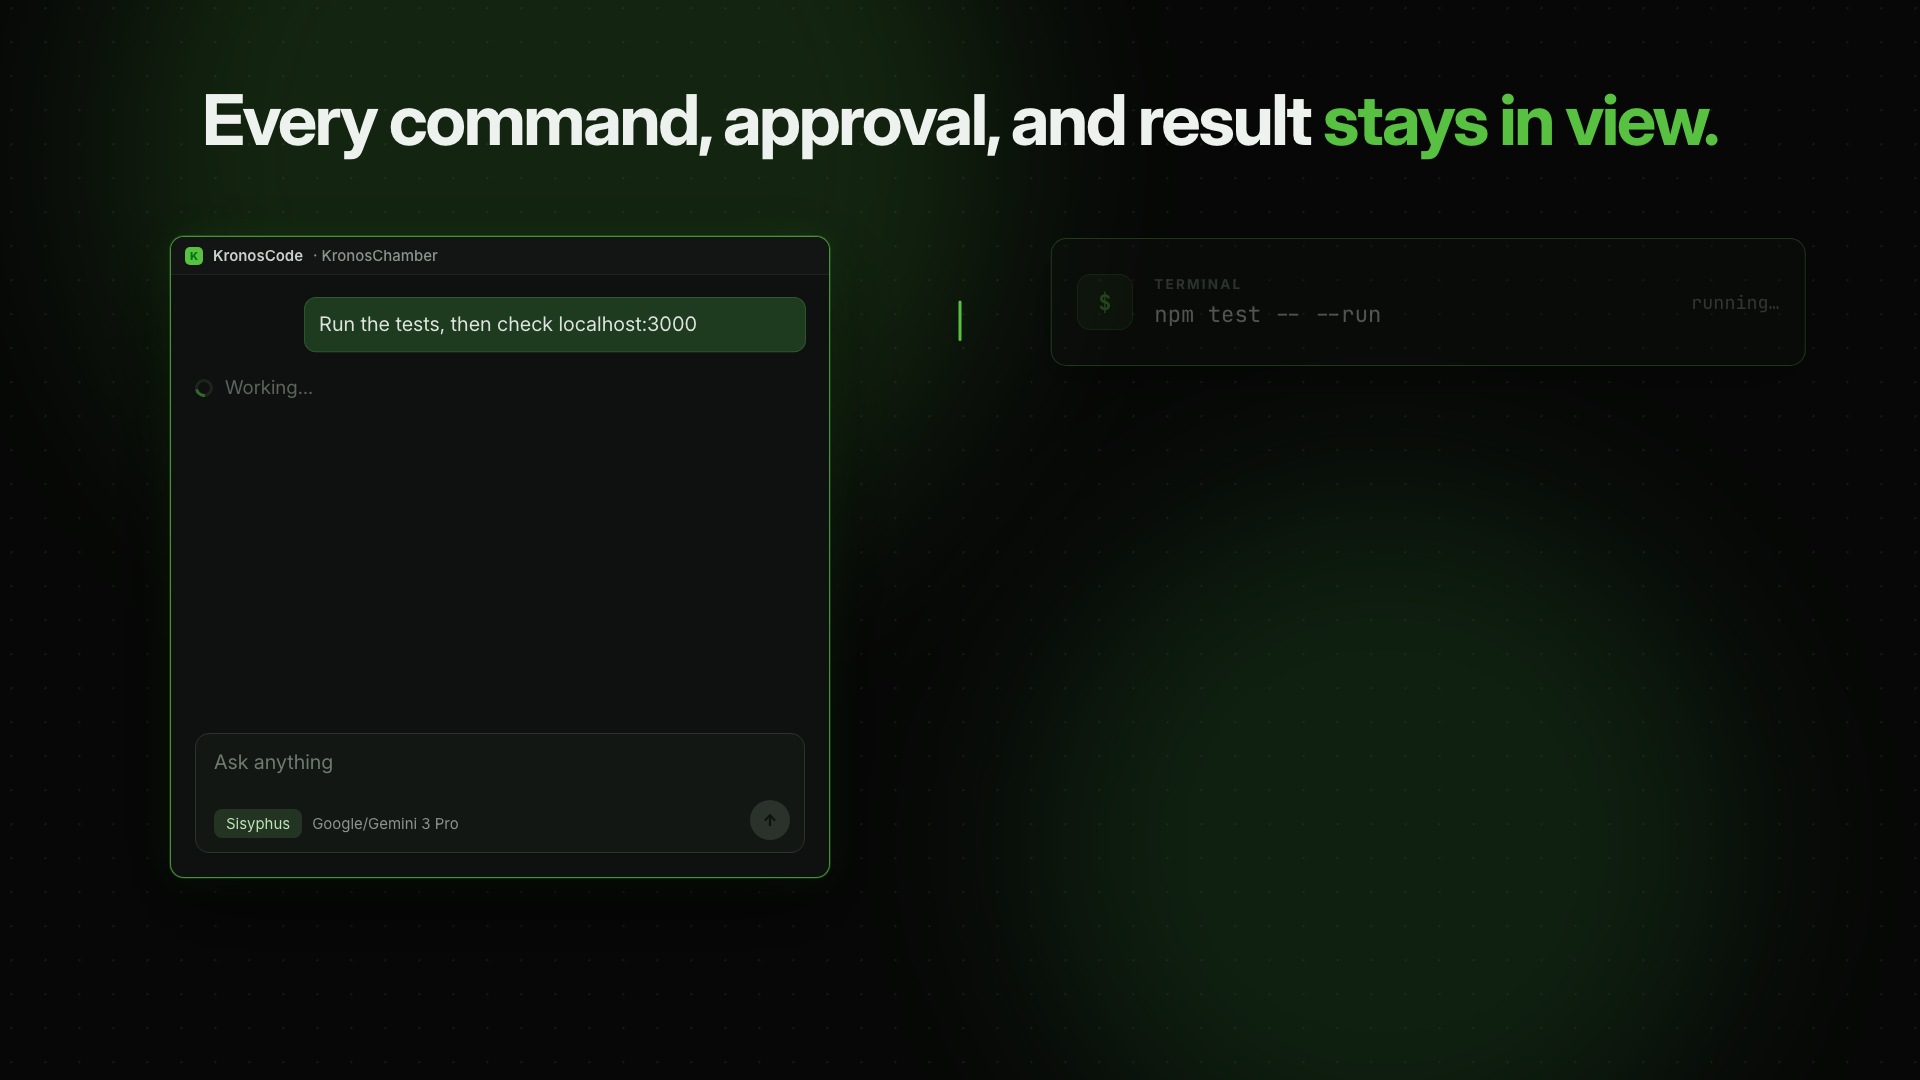 Every command, approval, and result stays in view.
K KronosCode · KronosChamber
Run the tests, then check localhost:3000
Working...
Ask anything
Sisyphus Google/Gemini 3 Pro
TERMINAL
$ npm test -- --run running…